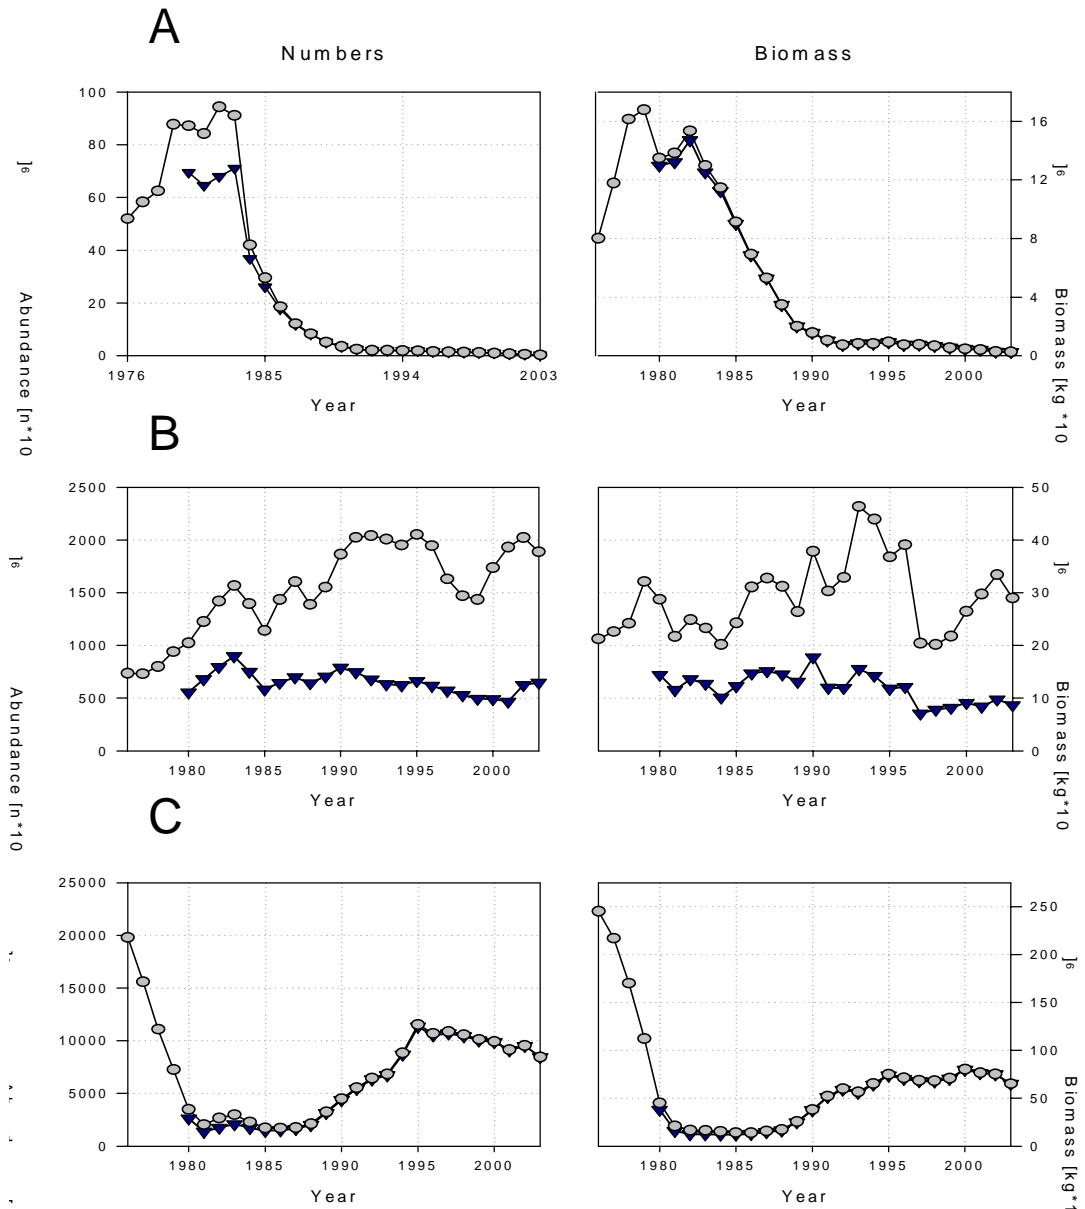 A
Numbers Biomass
100 80 60 40 20 0
Abundance [n*10 ]6
1976 1985 1994 2003
Year
16 12 8 4 0
Biomass [kg *10 ]6
1980 1985 1990 1995 2000
Year
B
2500 2000 1500 1000 500 0
Abundance [n*10 ]6
1980 1985 1990 1995 2000
Year
50 40 30 20 10 0
Biomass [kg*10 ]6
1980 1985 1990 1995 2000
Year
C
25000 20000 15000 10000 5000 0
1980 1985 1990 1995 2000
Year
250 200 150 100 50 0
Biomass [kg*1 ]6
1980 1985 1990 1995 2000
Year